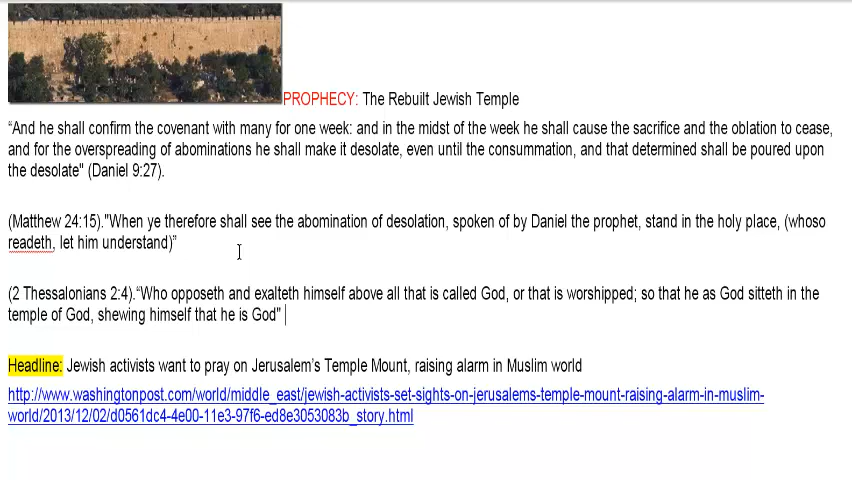 PROPHECY: The Rebuilt Jewish Temple
“And he shall confirm the covenant with many for one week: and in the midst of the week he shall cause the sacrifice and the oblation to cease,
and for the overspreading of abominations he shall make it desolate, even until the consummation, and that determined shall be poured upon
the desolate" (Daniel 9:27).
(Matthew 24:15)."When ye therefore shall see the abomination of desolation, spoken of by Daniel the prophet, stand in the holy place, (whoso
readeth, let him understand)”
(2 Thessalonians 2:4).“Who opposeth and exalteth himself above all that is called God, or that is worshipped; so that he as God sitteth in the
temple of God, shewing himself that he is God"
Headline: Jewish activists want to pray on Jerusalem’s Temple Mount, raising alarm in Muslim world
http://www.washingtonpost.com/world/middle_east/jewish-activists-set-sights-on-jerusalems-temple-mount-raising-alarm-in-muslim-
world/2013/12/02/d0561dc4-4e00-11e3-97f6-ed8e3053083b_story.html